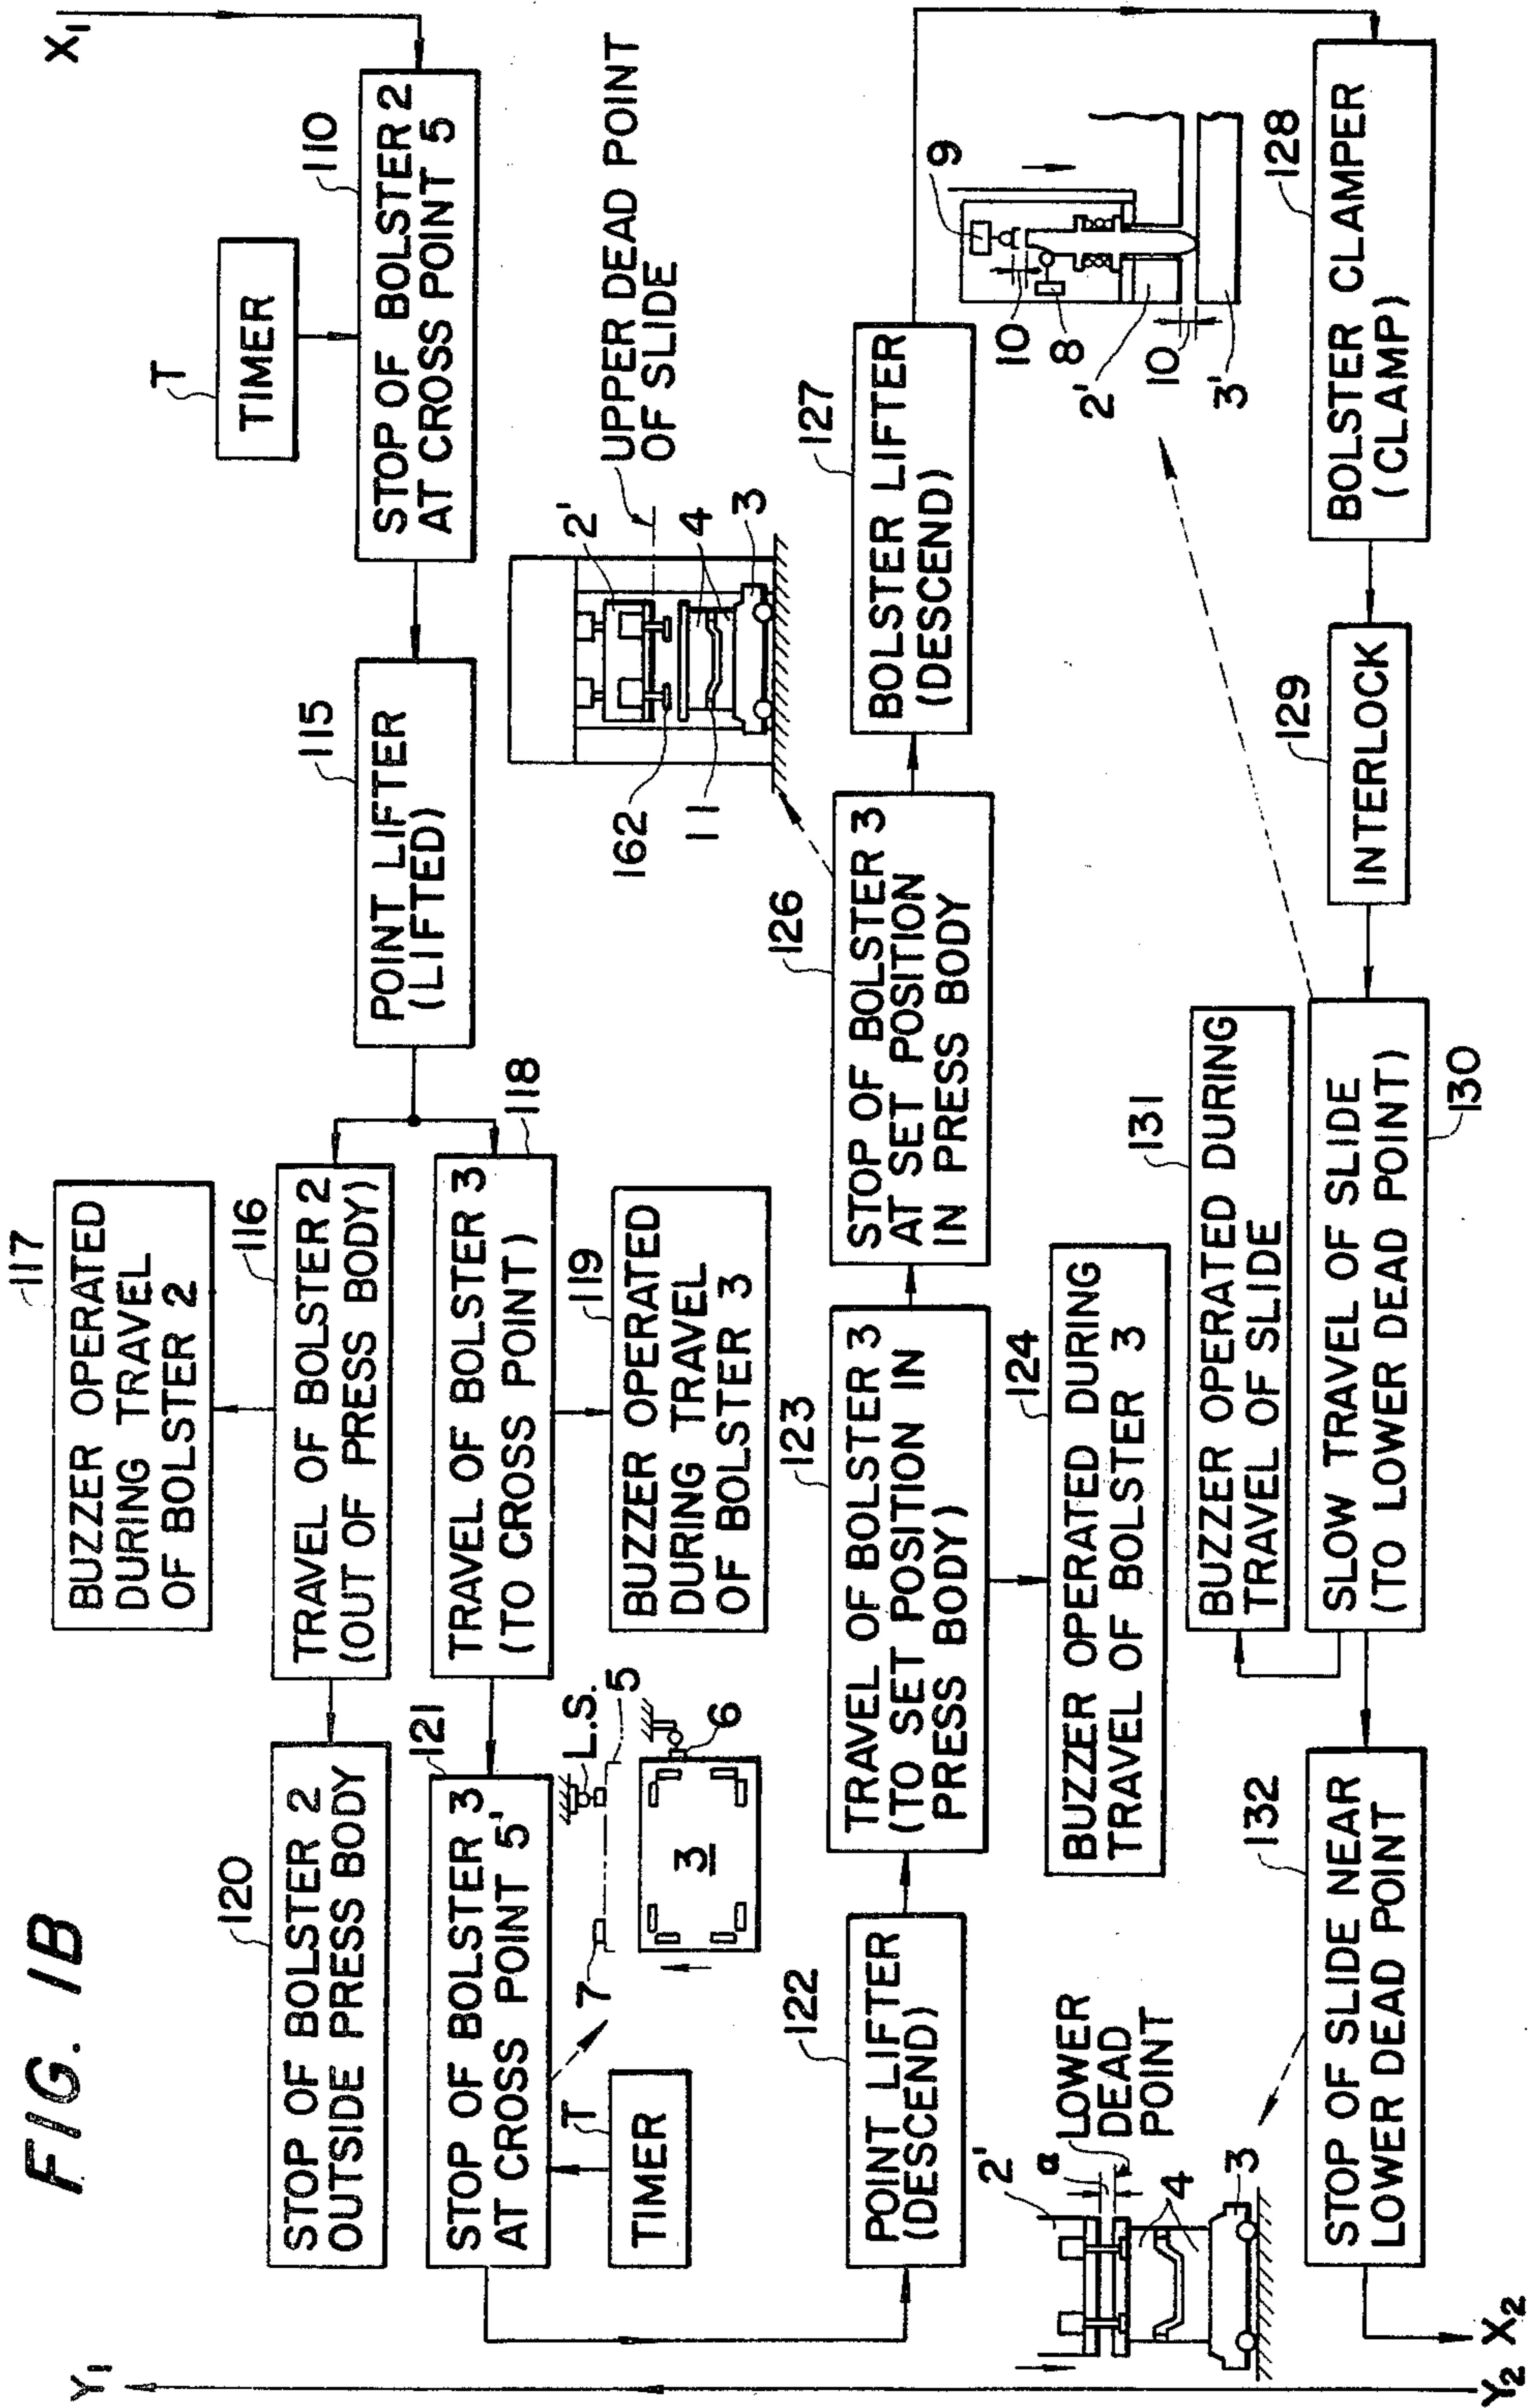 FIG. 1B
X1
T
TIMER
110
STOP OF BOLSTER 2
AT CROSS POINT 5
115
POINT LIFTER
(LIFTED)
117
BUZZER OPERATED
DURING TRAVEL
OF BOLSTER 2
116
TRAVEL OF BOLSTER 2
(OUT OF PRESS BODY)
118
TRAVEL OF BOLSTER 3
(TO CROSS POINT)
119
BUZZER OPERATED
DURING TRAVEL
OF BOLSTER 3
120
STOP OF BOLSTER 2
OUTSIDE PRESS BODY
121
STOP OF BOLSTER 3
AT CROSS POINT 5'
T
TIMER
7
L.S.
5
6
3
UPPER DEAD POINT
OF SLIDE
2'
4
3
162
11
122
POINT LIFTER
(DESCEND)
123
TRAVEL OF BOLSTER 3
(TO SET POSITION IN
PRESS BODY)
124
BUZZER OPERATED DURING
TRAVEL OF BOLSTER 3
126
STOP OF BOLSTER 3
AT SET POSITION
IN PRESS BODY
127
BOLSTER LIFTER
(DESCEND)
9
10
8
2'
10
3'
128
BOLSTER CLAMPER
(CLAMP)
129
INTERLOCK
131
BUZZER OPERATED DURING
TRAVEL OF SLIDE
SLOW TRAVEL OF SLIDE
(TO LOWER DEAD POINT)
130
132
STOP OF SLIDE NEAR
LOWER DEAD POINT
2'
α
LOWER
DEAD
POINT
4
3
Y1
Y2
X2